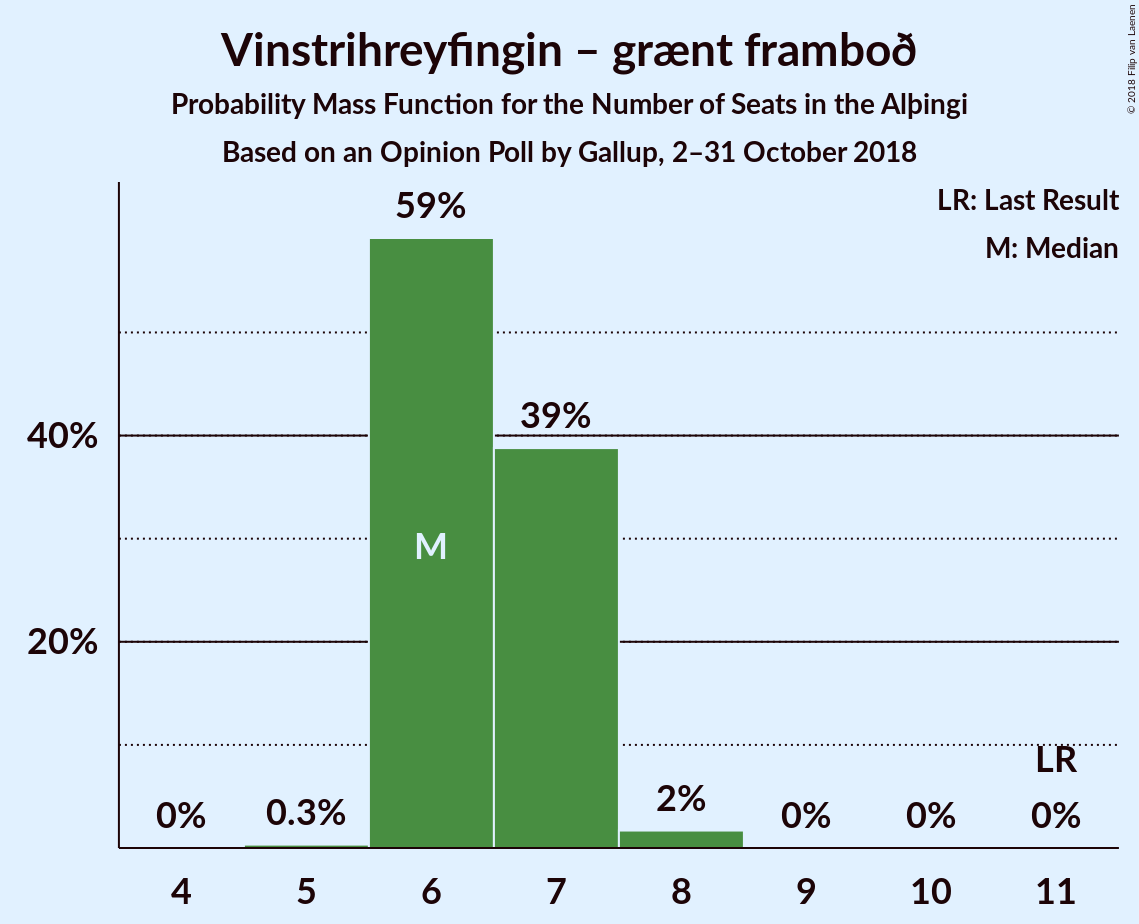 Vinstrihreyfingin – grænt framboð
Probability Mass Function for the Number of Seats in the Alþingi
Based on an Opinion Poll by Gallup, 2–31 October 2018
© 2018 Filip van Laenen
LR: Last Result
M: Median
59%
39%
40%
M
20%
LR
0%
0.3%
2%
0%
0%
0%
4 5 6 7 8 9 10 11